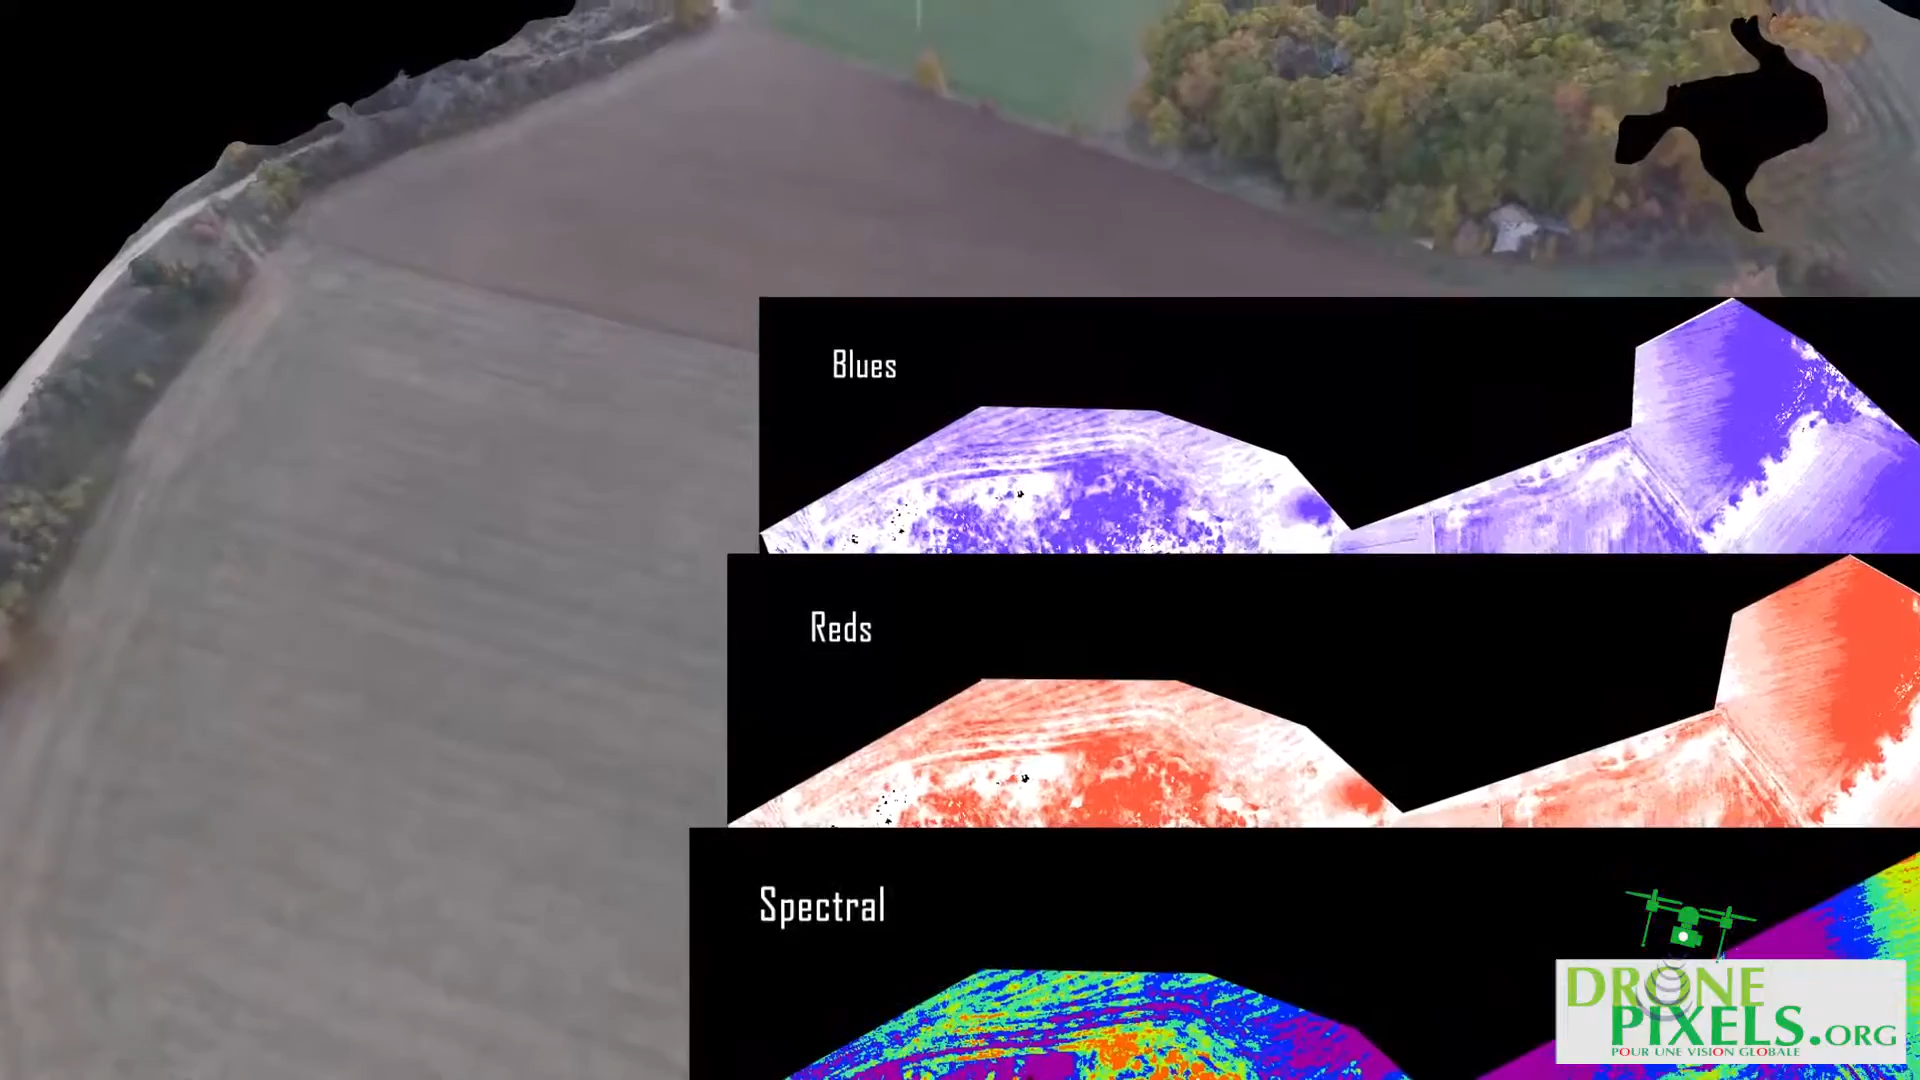 Blues
Reds
Spectral
DRONE
PIXELS.ORG
POUR UNE VISION GLOBALE